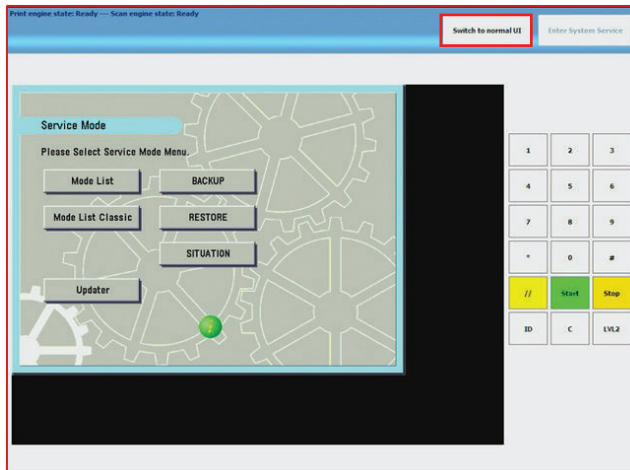 Print engine state: Ready --- Scan engine state: Ready
Switch to normal UI
Enter System Service
Service Mode
Please Select Service Mode Menu.
Mode List
BACKUP
Mode List Classic
RESTORE
SITUATION
Updater
1 2 3
4 5 6
7 8 9
* 0 #
// Start Stop
ID C LVL2